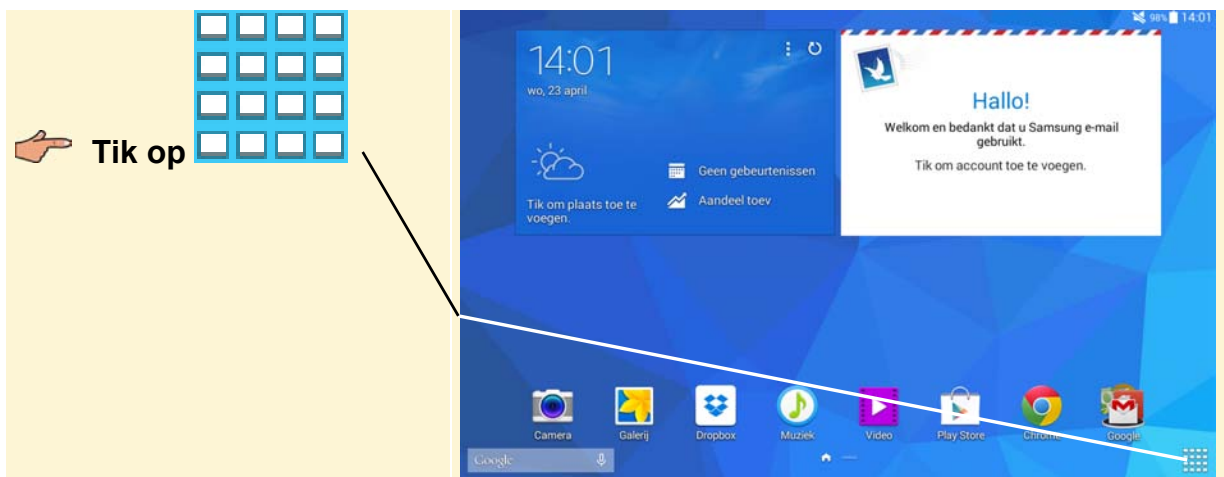 Tik op
98% 14:01
14:01
wo, 23 april
Tik om plaats toe te
voegen.
Geen gebeurtenissen
Aandeel toev
Hallo!
Welkom en bedankt dat u Samsung e-mail
gebruikt.
Tik om account toe te voegen.
Camera
Galerij
Dropbox
Muziek
Video
Play Store
Chrome
Google
Google